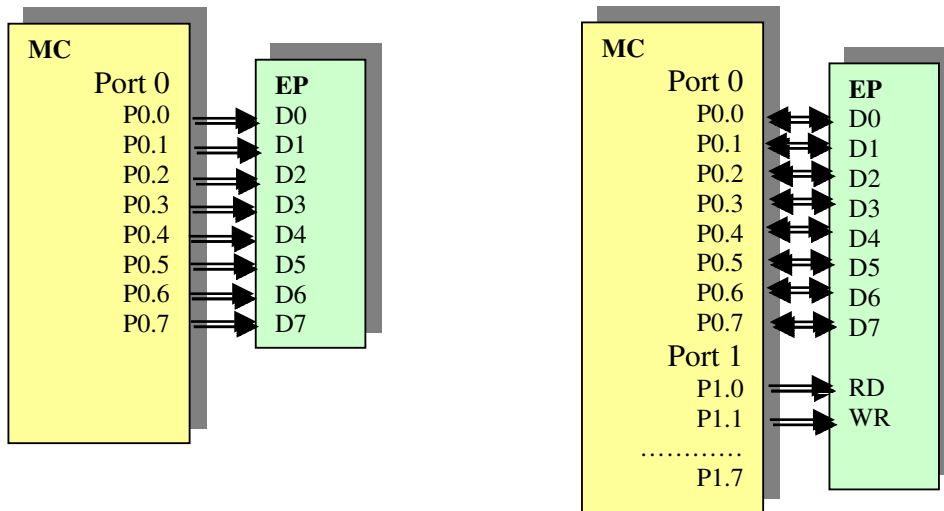 MC
Port 0
P0.0
P0.1
P0.2
P0.3
P0.4
P0.5
P0.6
P0.7
EP
D0
D1
D2
D3
D4
D5
D6
D7
MC
Port 0
P0.0
P0.1
P0.2
P0.3
P0.4
P0.5
P0.6
P0.7
Port 1
P1.0
P1.1
............
P1.7
EP
D0
D1
D2
D3
D4
D5
D6
D7
RD
WR